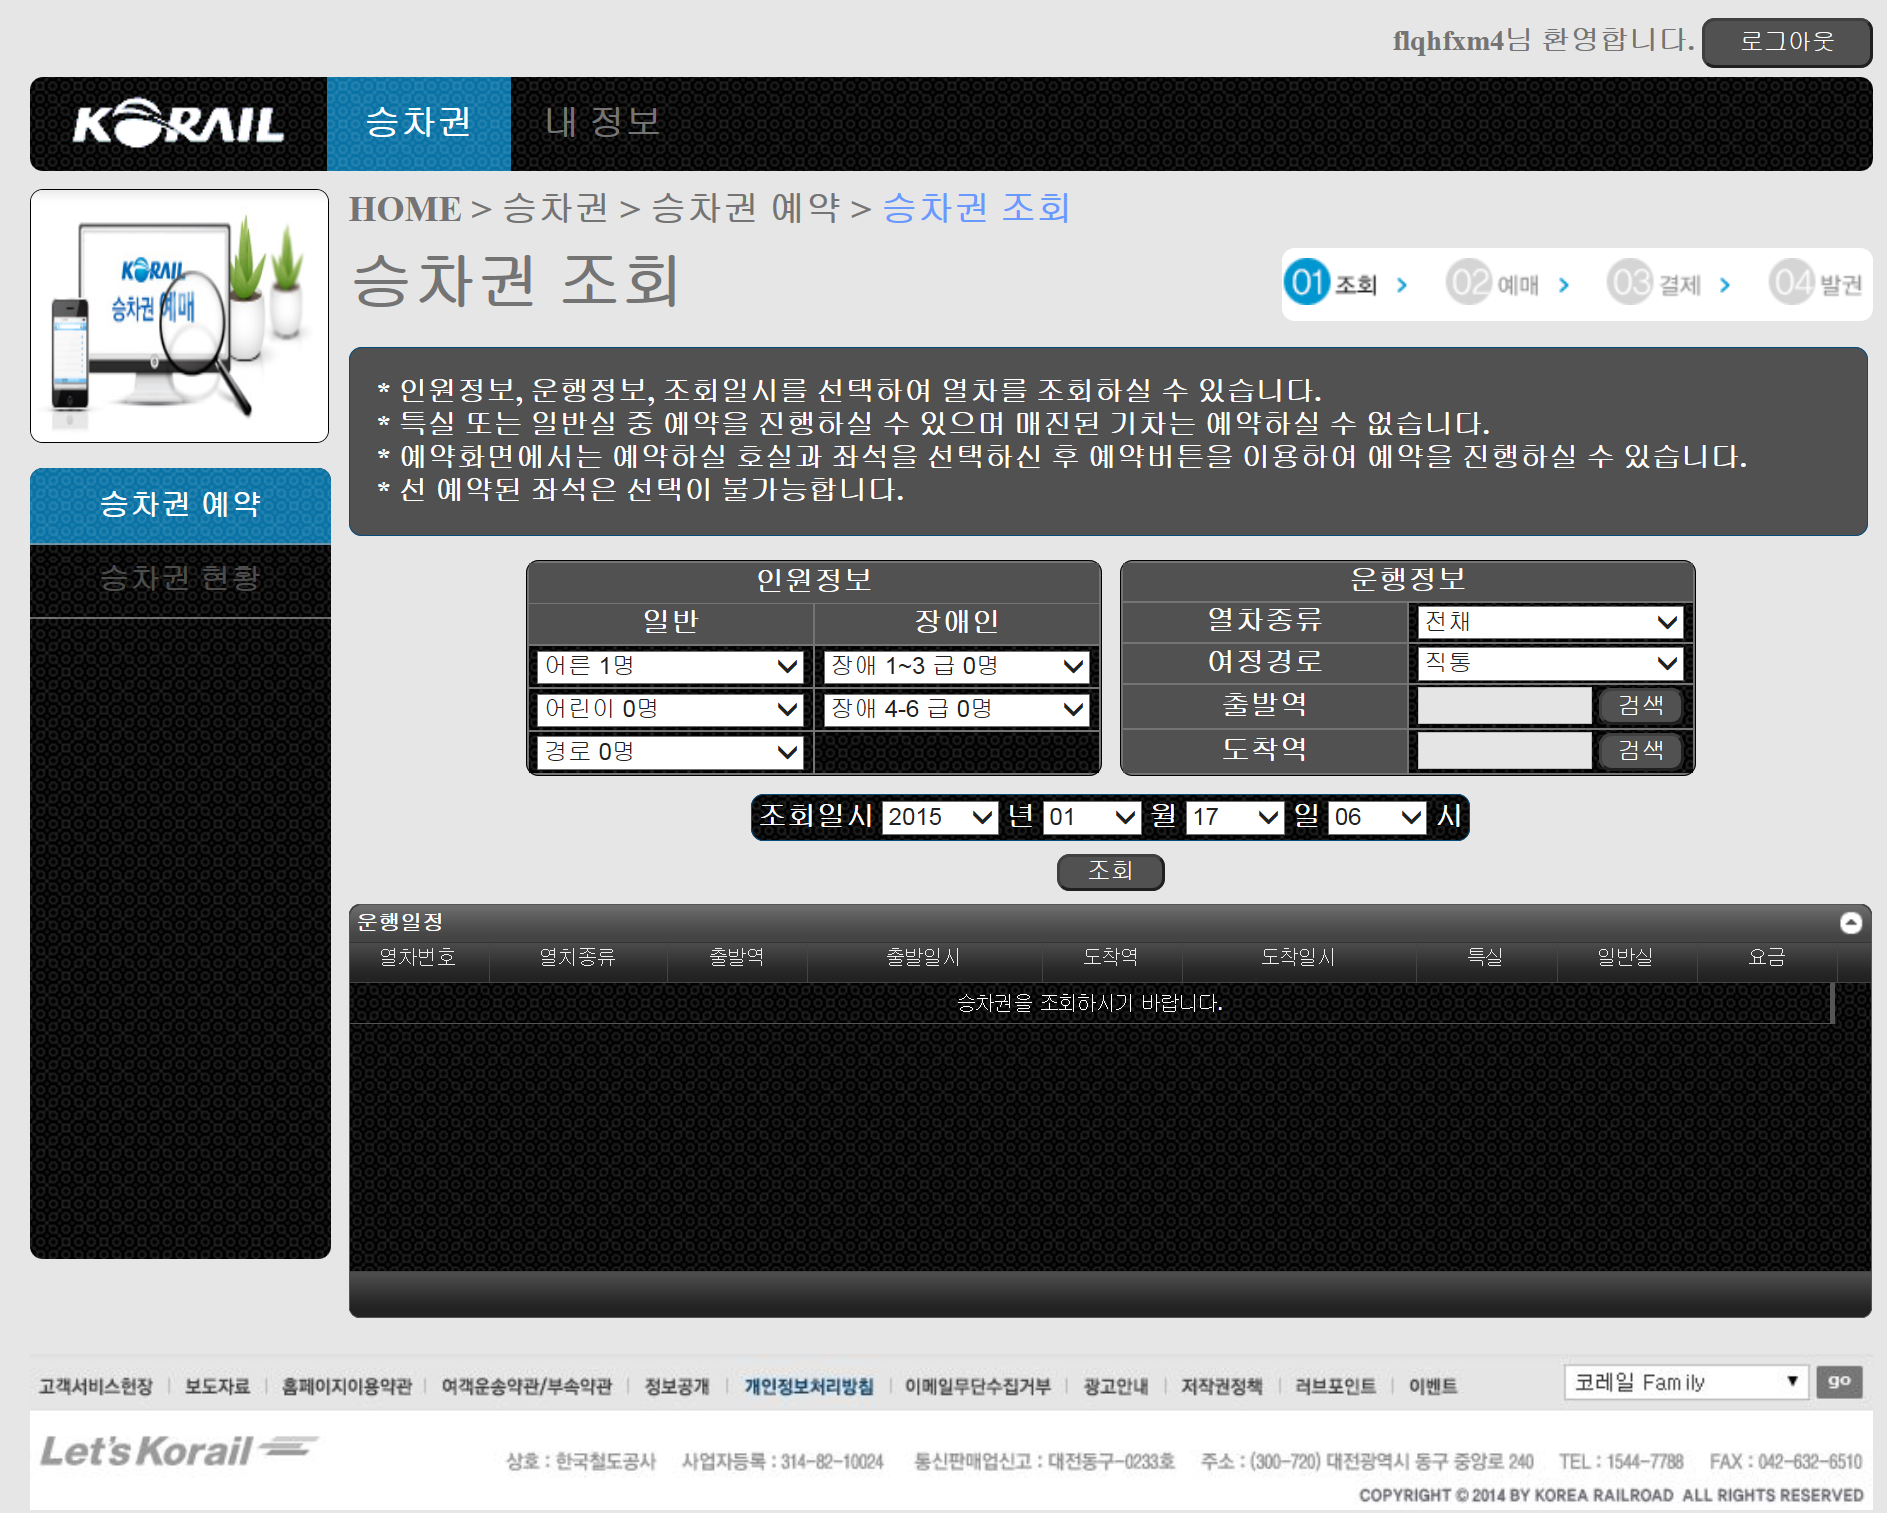 flqhfxm4님 환영합니다. 로그아웃
KORAIL 승차권 내 정보
HOME > 승차권 > 승차권 예약 > 승차권 조회
승차권 조회
01 조회 02 예매 03 결제 04 발권
KORAIL
승차권 예매
* 인원정보, 운행정보, 조회일시를 선택하여 열차를 조회하실 수 있습니다.
* 특실 또는 일반실 중 예약을 진행하실 수 있으며 매진된 기차는 예약하실 수 없습니다.
* 예약화면에서는 예약하실 호실과 좌석을 선택하신 후 예약버튼을 이용하여 예약을 진행하실 수 있습니다.
* 선 예약된 좌석은 선택이 불가능합니다.
승차권 예약
승차권 현황
인원정보
일반 장애인
어른 1명 장애 1~3 급 0명
어린이 0명 장애 4-6 급 0명
경로 0명
운행정보
열차종류 전채
여정경로 직통
출발역 검색
도착역 검색
조회일시 2015 년 01 월 17 일 06 시
조회
운행일정
열차번호 열치종류 출발역 출발일시 도착역 도착일시 특실 일반실 요금
승차권을 조회하시기 바랍니다.
고객서비스헌장 보도자료 홈페이지이용약관 여객운송약관/부속약관 정보공개 개인정보처리방침 이메일무단수집거부 광고안내 저작권정책 러브포인트 이벤트 코레일 Family go
Let's Korail
상호 : 한국철도공사 사업자등록 : 314-82-10024 통신판매업신고 : 대전동구-0233호 주소 : (300-720) 대전광역시 동구 중앙로 240 TEL : 1544-7788 FAX : 042-632-6510
COPYRIGHT © 2014 BY KOREA RAILROAD ALL RIGHTS RESERVED